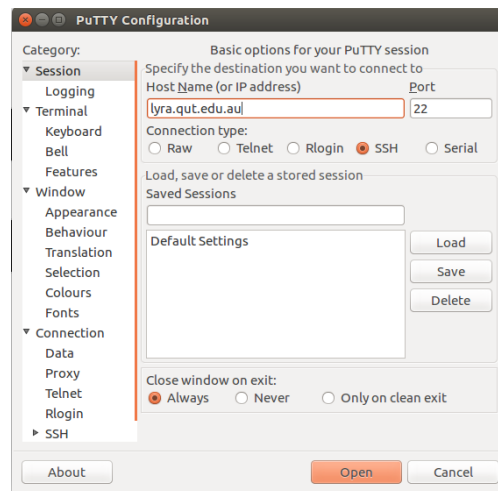 PuTTY Configuration
Category:
Session
Logging
Terminal
Keyboard
Bell
Features
Window
Appearance
Behaviour
Translation
Selection
Colours
Fonts
Connection
Data
Proxy
Telnet
Rlogin
SSH
Basic options for your PuTTY session
Specify the destination you want to connect to
Host Name (or IP address) Port
lyra.qut.edu.au 22
Connection type:
Raw Telnet Rlogin SSH Serial
Load, save or delete a stored session
Saved Sessions
Default Settings
Load
Save
Delete
Close window on exit:
Always Never Only on clean exit
About Open Cancel